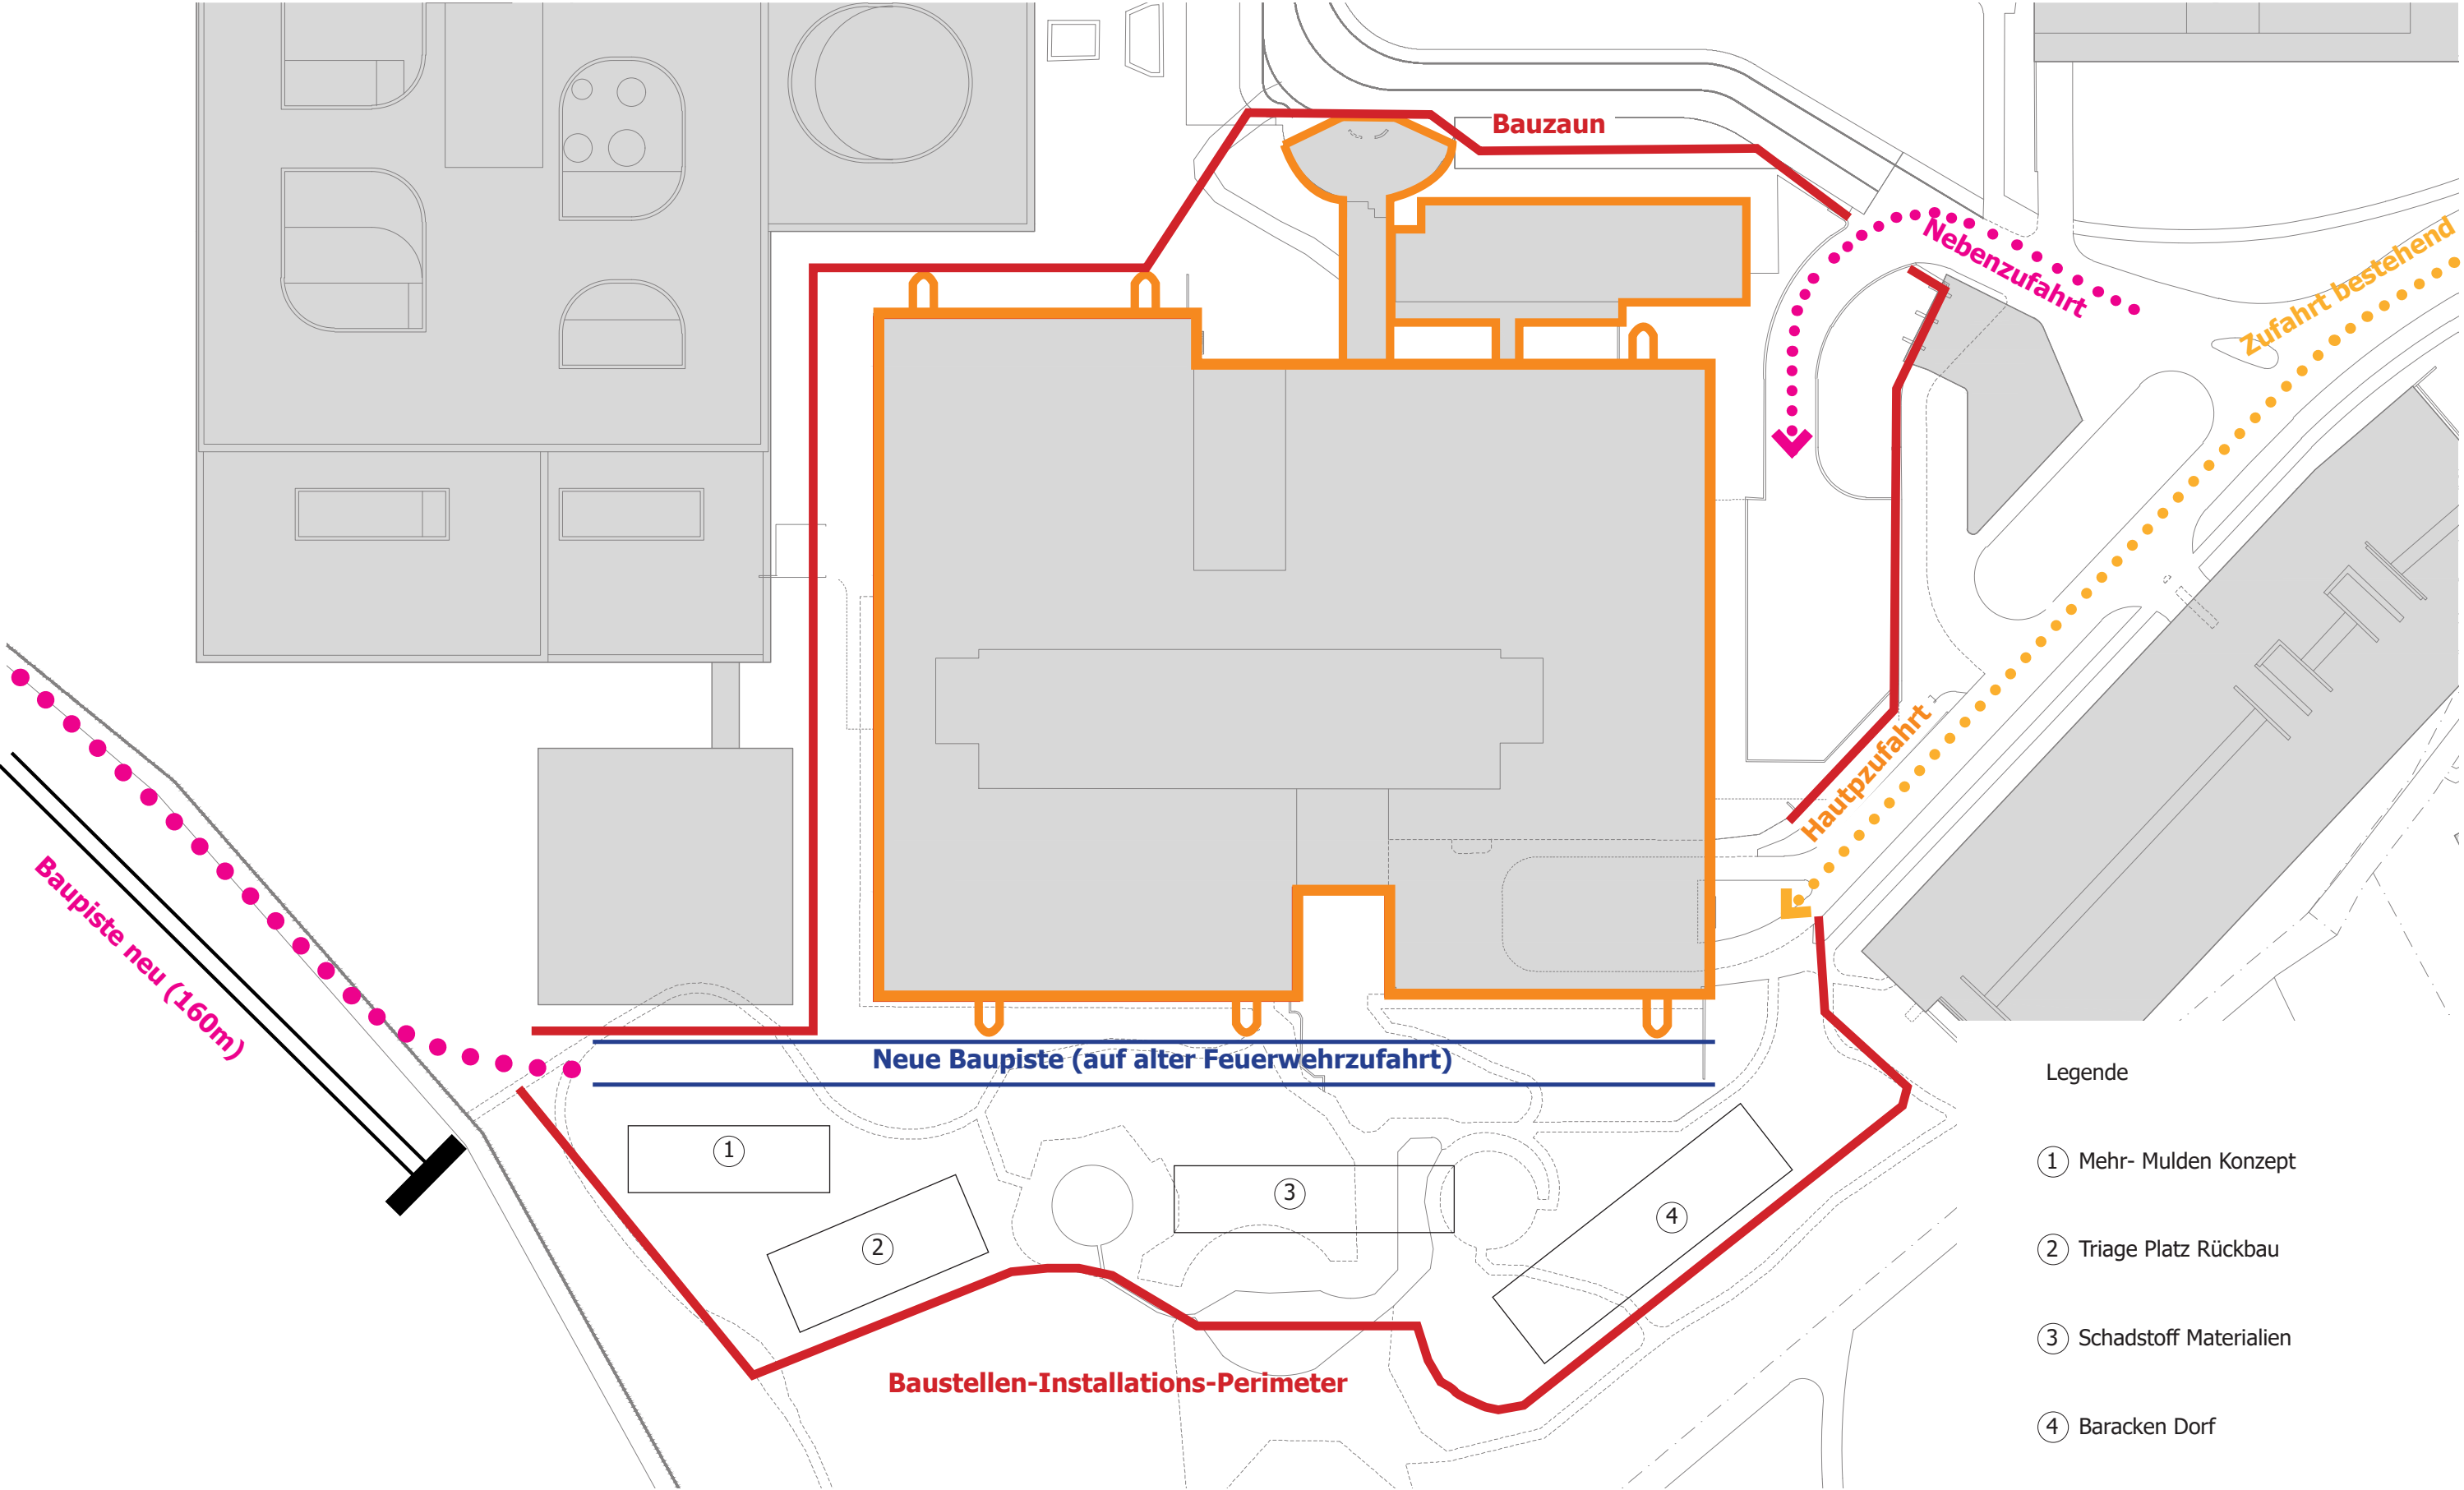 Bauzaun
Nebenzufahrt
Zufahrt bestehend
Hautpzufahrt
Baupiste neu (160m)
Neue Baupiste (auf alter Feuerwehrzufahrt)
1
2
3
4
Baustellen-Installations-Perimeter
Legende
1 Mehr- Mulden Konzept
2 Triage Platz Rückbau
3 Schadstoff Materialien
4 Baracken Dorf